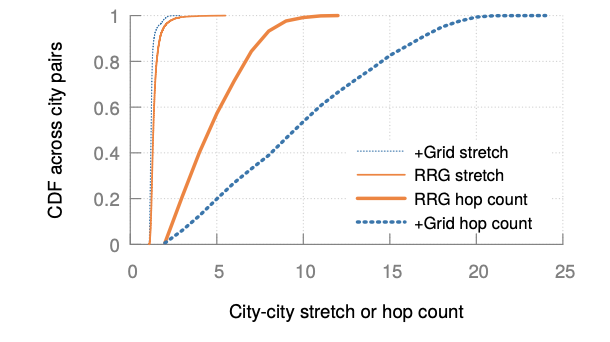 1
0.8
0.6
0.4
0.2
0
CDF across city pairs
+Grid stretch
RRG stretch
RRG hop count
+Grid hop count
0 5 10 15 20 25
City-city stretch or hop count